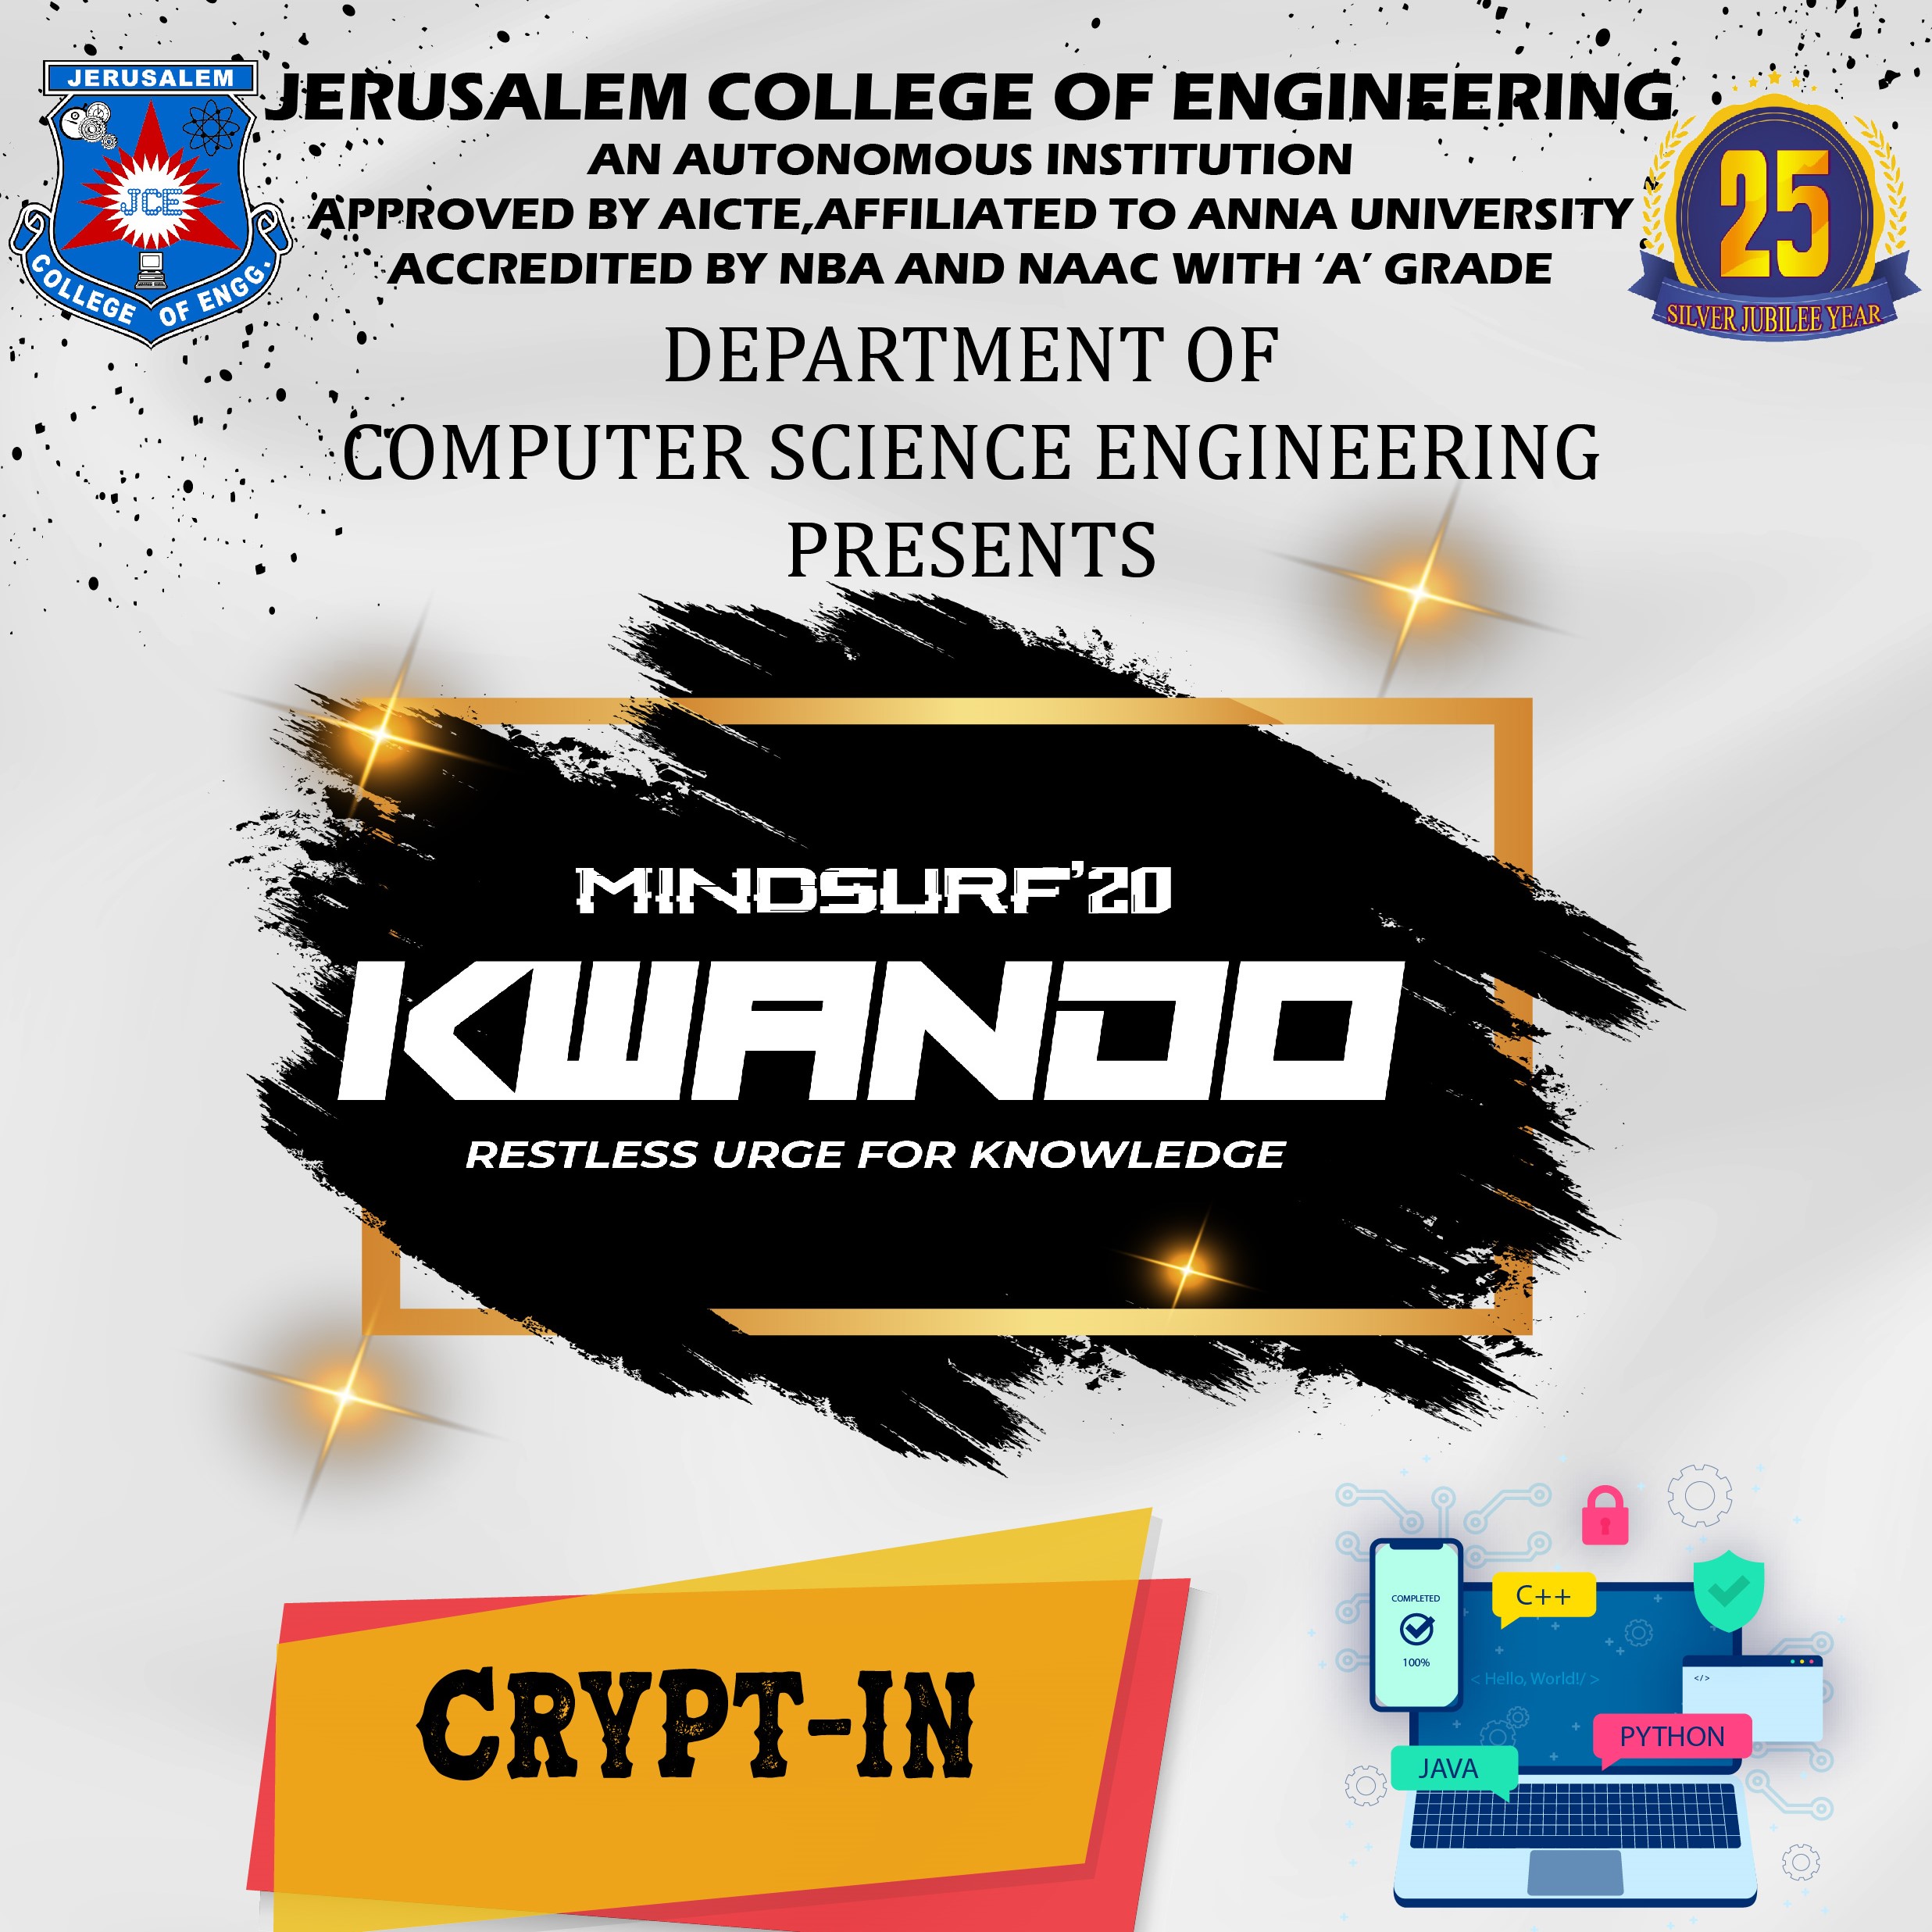 JERUSALEM
JCE
COLLEGE OF ENGG.
JERUSALEM COLLEGE OF ENGINEERING
AN AUTONOMOUS INSTITUTION
APPROVED BY AICTE,AFFILIATED TO ANNA UNIVERSITY
ACCREDITED BY NBA AND NAAC WITH ‘A’ GRADE
25
SILVER JUBILEE YEAR
DEPARTMENT OF
COMPUTER SCIENCE ENGINEERING
PRESENTS
MINDSURF’20
KWANDO
RESTLESS URGE FOR KNOWLEDGE
CRYPT-IN
COMPLETED
100%
C++
< Hello, World!/ >
</>
PYTHON
JAVA